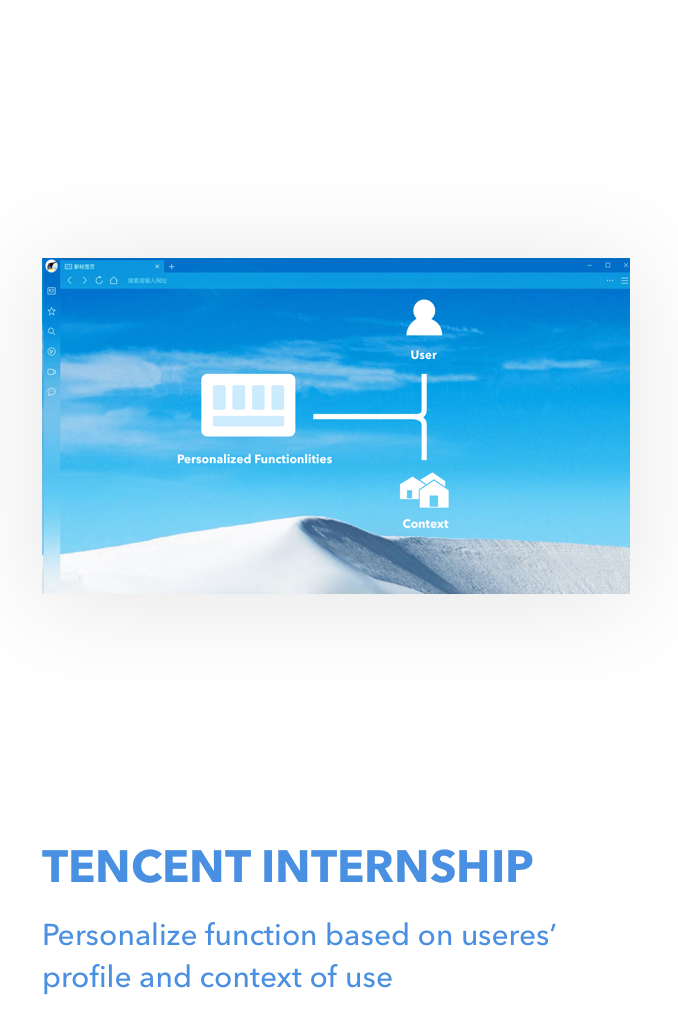 新标签页
搜索或输入网址
User
Personalized Functionlities
Context
TENCENT INTERNSHIP
Personalize function based on useres’
profile and context of use